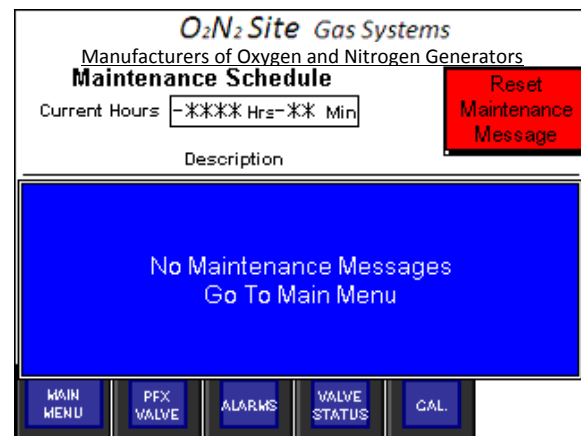 O₂N₂ Site Gas Systems
Manufacturers of Oxygen and Nitrogen Generators
Maintenance Schedule
Current Hours -**** Hrs-** Min
Reset
Maintenance
Message
Description
No Maintenance Messages
Go To Main Menu
MAIN
MENU
PFX
VALVE
ALARMS
VALVE
STATUS
CAL.